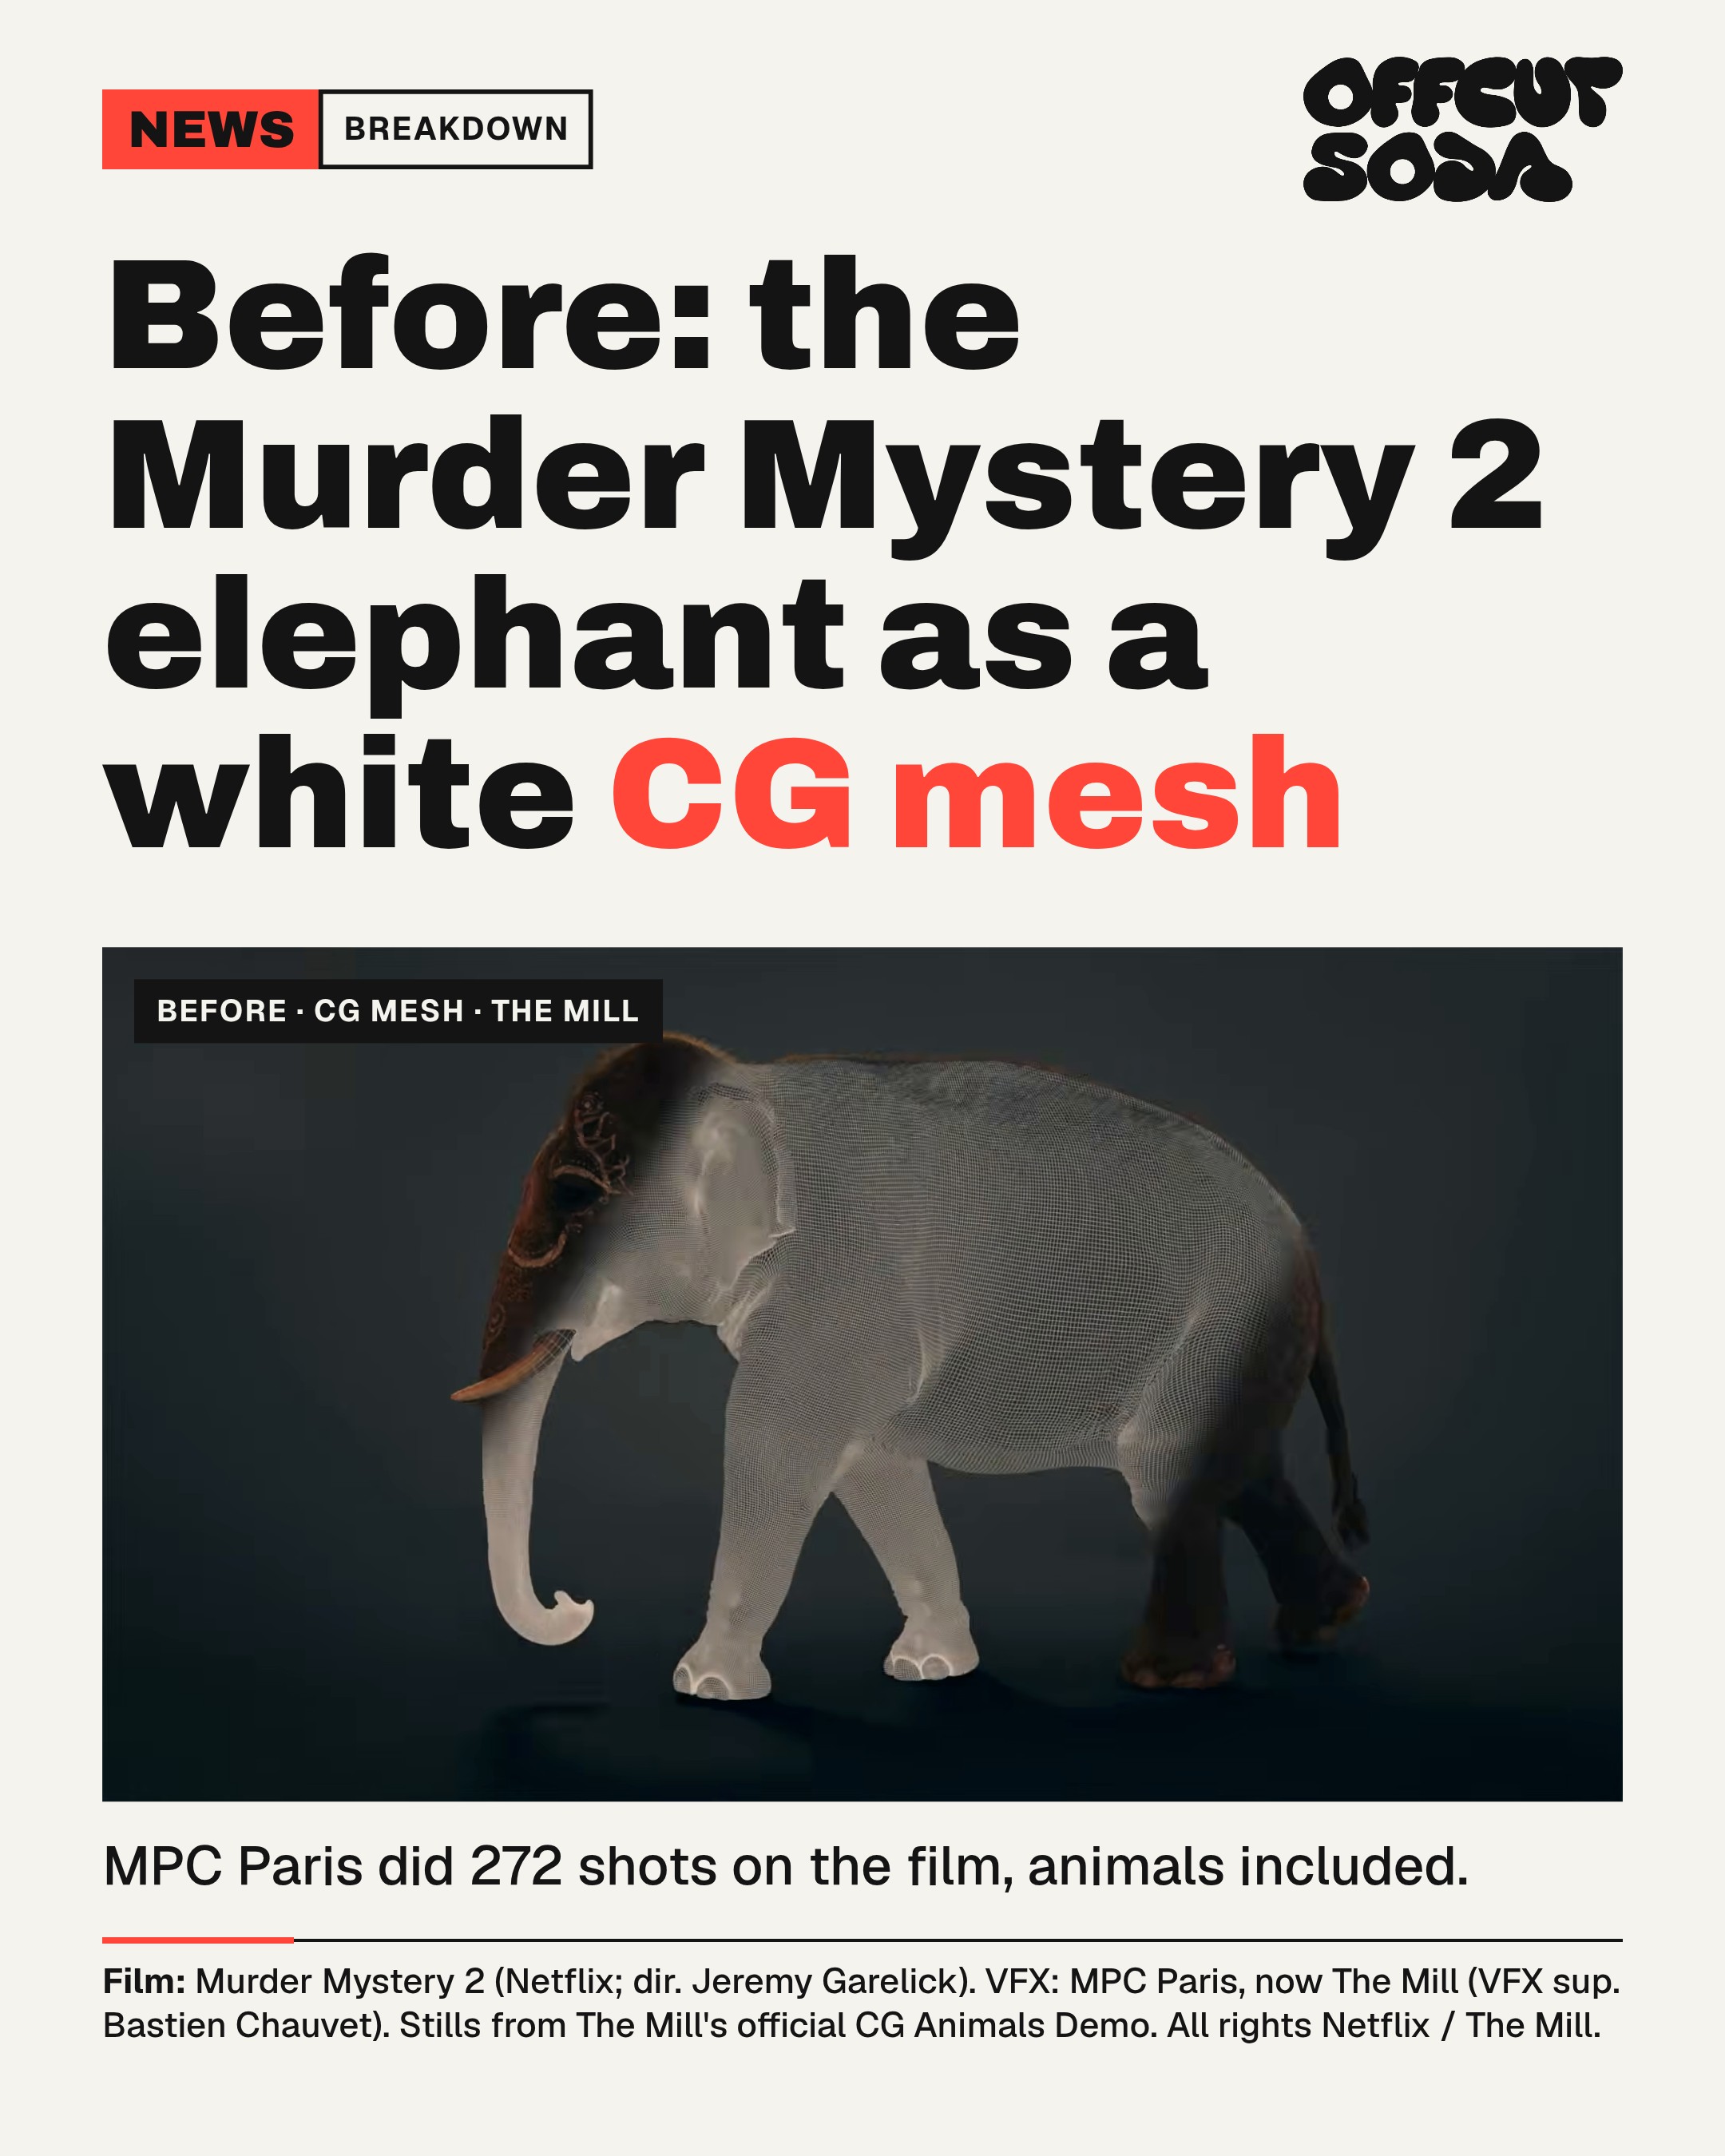 NEWS BREAKDOWN
OFFCUT
SODA
Before: the
Murder Mystery 2
elephant as a
white CG mesh
BEFORE · CG MESH · THE MILL
MPC Paris did 272 shots on the film, animals included.
Film: Murder Mystery 2 (Netflix; dir. Jeremy Garelick). VFX: MPC Paris, now The Mill (VFX sup.
Bastien Chauvet). Stills from The Mill's official CG Animals Demo. All rights Netflix / The Mill.